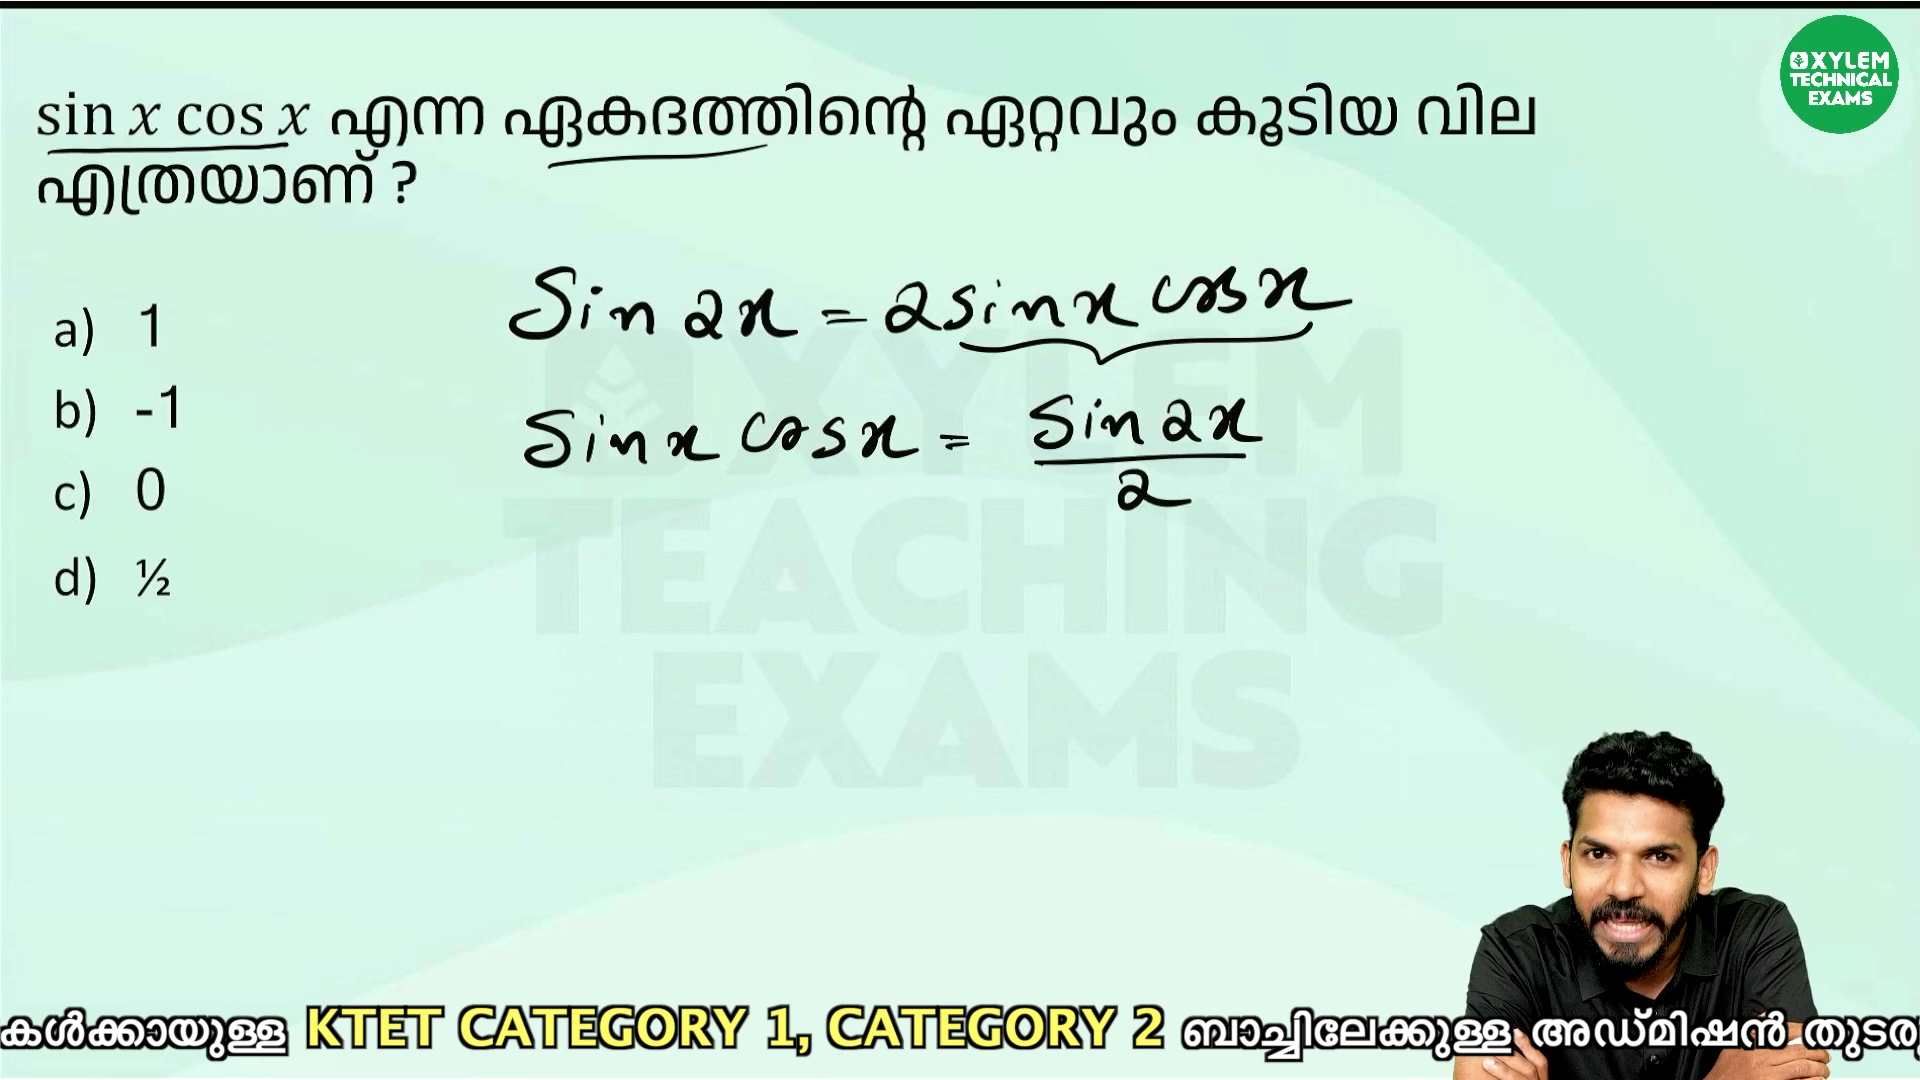 OXYLEM
TECHNICAL
EXAMS
sin x cos x എന്ന ഏകദത്തിന്റെ ഏറ്റവും കൂടിയ വില
എത്രയാണ് ?
a) 1
b) -1
c) 0
d) ½
Sin 2x = 2sinx cosx
Sinx cosx = Sin2x/2
XYLEM
TEACHING
EXAMS
കൾക്കായുള്ള KTET CATEGORY 1, CATEGORY 2 ബാച്ചിലേക്കുള്ള അഡ്മിഷൻ തുടരു